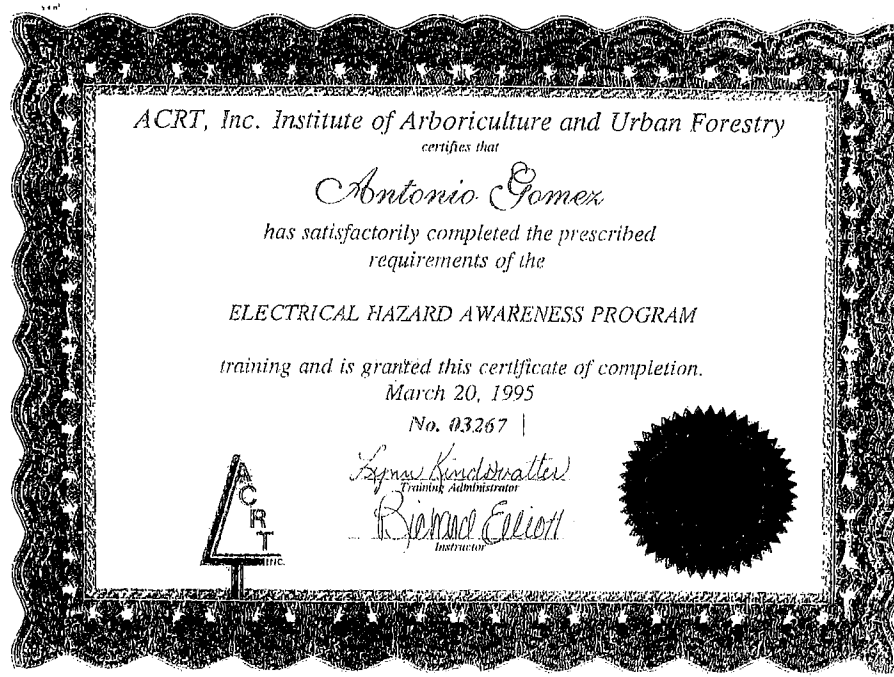 ACRT, Inc. Institute of Arboriculture and Urban Forestry
certifies that
Antonio Gomez
has satisfactorily completed the prescribed
requirements of the
ELECTRICAL HAZARD AWARENESS PROGRAM
training and is granted this certificate of completion.
March 20, 1995
No. 03267
Lynn Kindswatter
Training Administrator
Richard Elliott
Instructor
ACRT
INC.